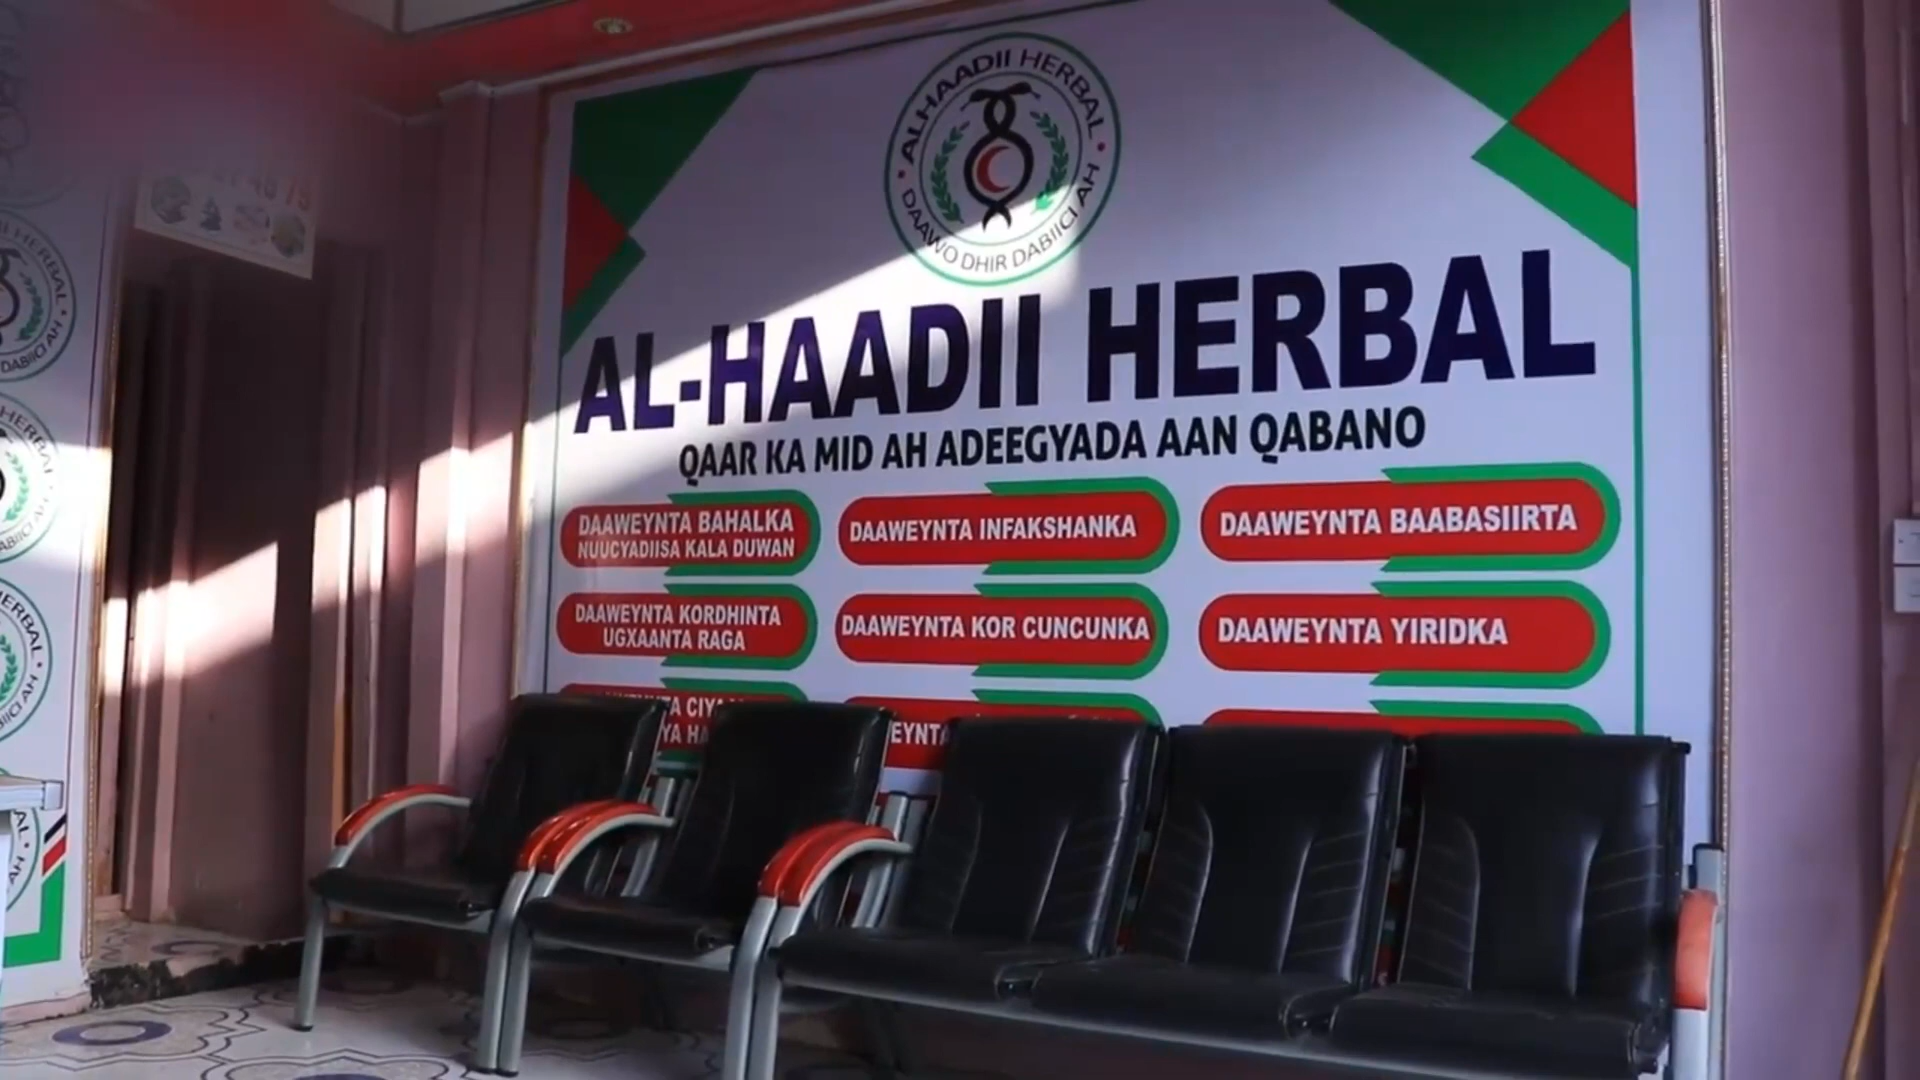 ALHAADII HERBAL
DAAWO DHIR DABIICI AH
AL-HAADII HERBAL
QAAR KA MID AH ADEEGYADA AAN QABANO
DAAWEYNTA BAHALKA
NUUCYADIISA KALA DUWAN
DAAWEYNTA INFAKSHANKA
DAAWEYNTA BAABASIIRTA
DAAWEYNTA KORDHINTA
UGXAANTA RAGA
DAAWEYNTA KOR CUNCUNKA
DAAWEYNTA YIRIDKA